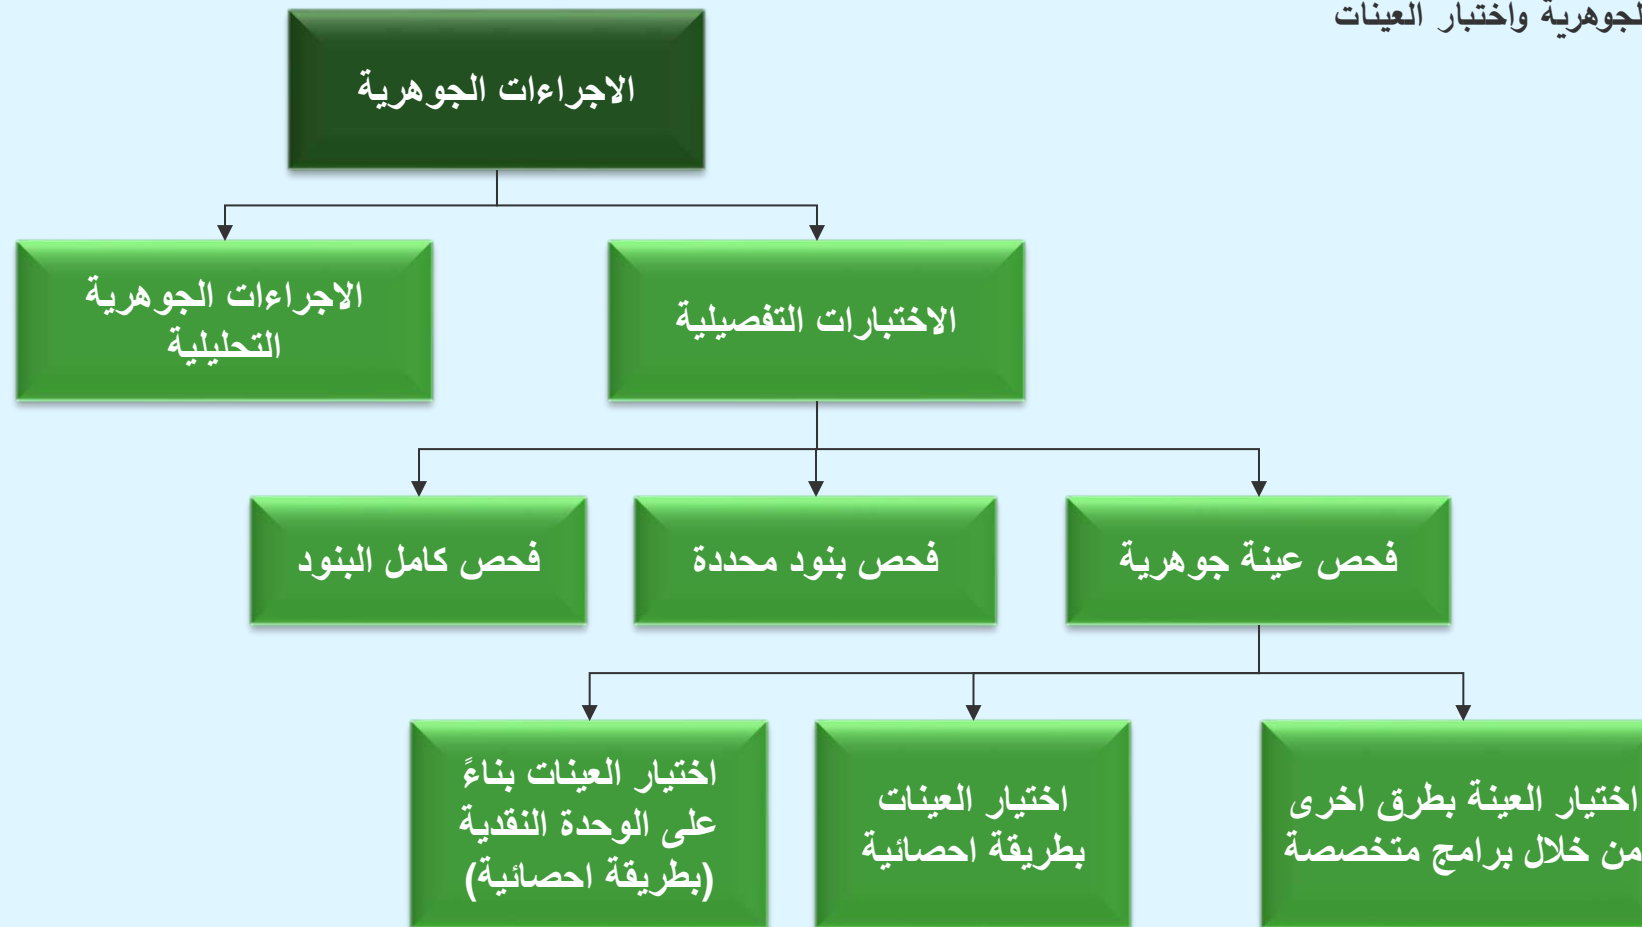 لجوهرية واختبار العينات
الاجراءات الجوهرية
الاختبارات التفصيلية
الاجراءات الجوهرية
التحليلية
فحص عينة جوهرية
فحص بنود محددة
فحص كامل البنود
اختيار العينة بطرق اخرى
من خلال برامج متخصصة
اختيار العينات
بطريقة احصائية
اختيار العينات بناءً
على الوحدة النقدية
(بطريقة احصائية)